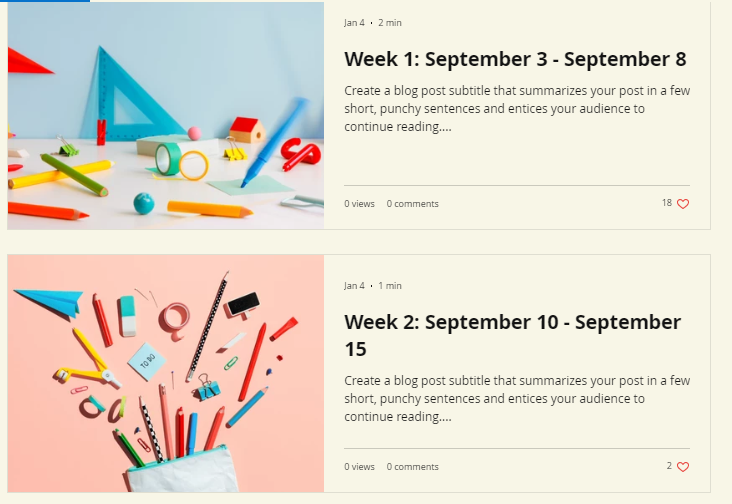 Jan 4 · 2 min
Week 1: September 3 - September 8
Create a blog post subtitle that summarizes your post in a few
short, punchy sentences and entices your audience to
continue reading....
0 views 0 comments 18
Jan 4 · 1 min
Week 2: September 10 - September
15
TO DO
Create a blog post subtitle that summarizes your post in a few
short, punchy sentences and entices your audience to
continue reading....
0 views 0 comments 2